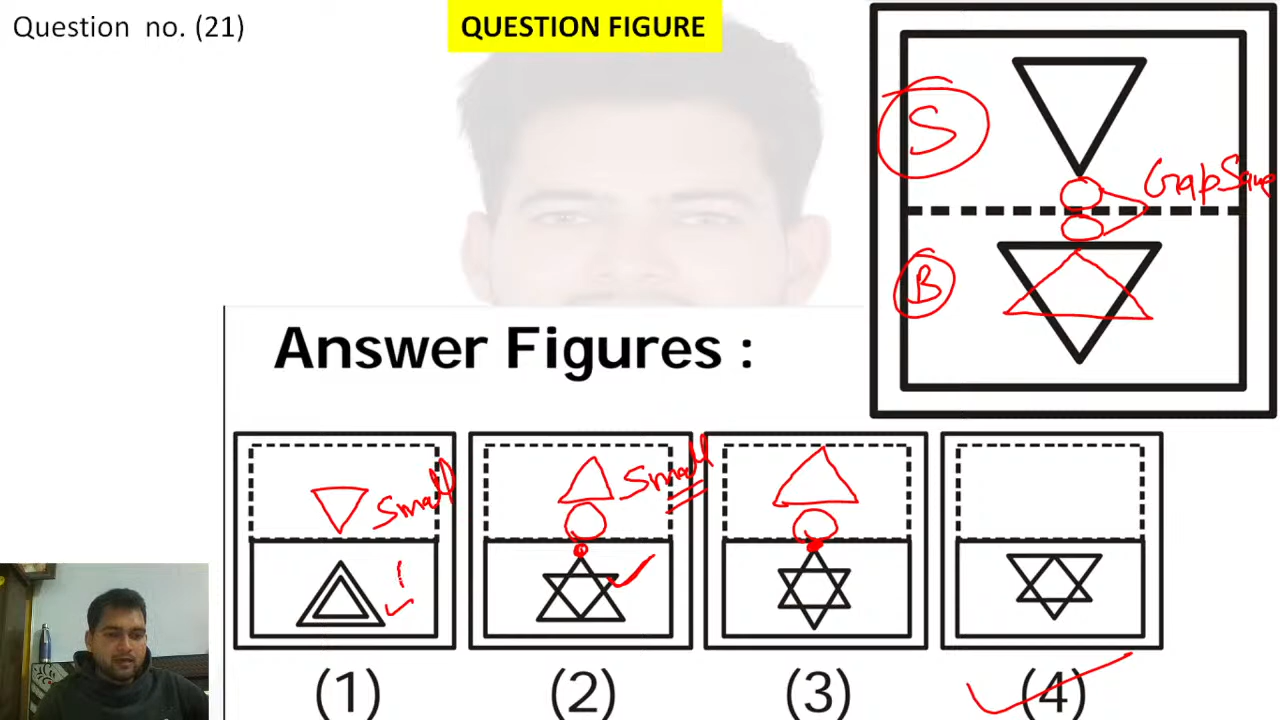 Question no. (21)
QUESTION FIGURE
S
Gap Same
B
Answer Figures :
Small
Small
(1)
(2)
(3)
(4)